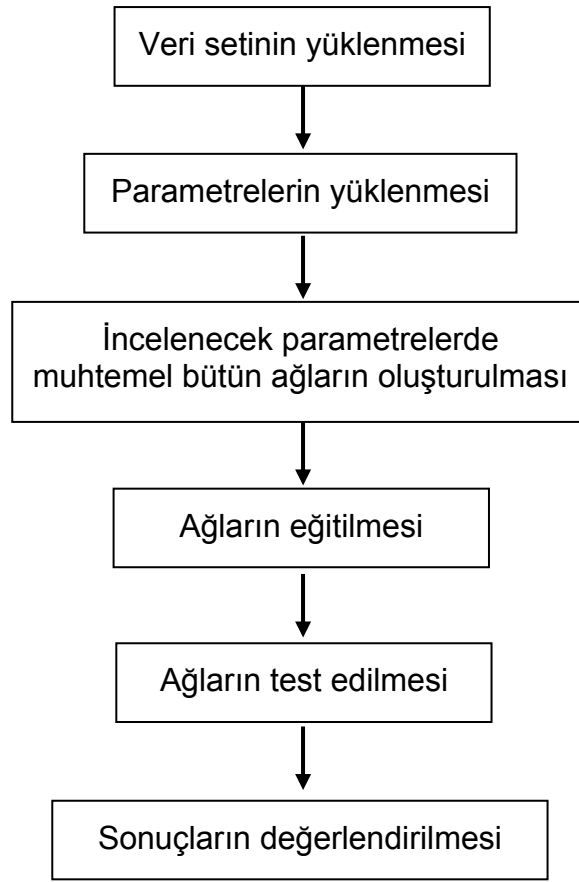 Veri setinin yüklenmesi
Parametrelerin yüklenmesi
İncelenecek parametrelerde
muhtemel bütün ağların oluşturulması
Ağların eğitilmesi
Ağların test edilmesi
Sonuçların değerlendirilmesi